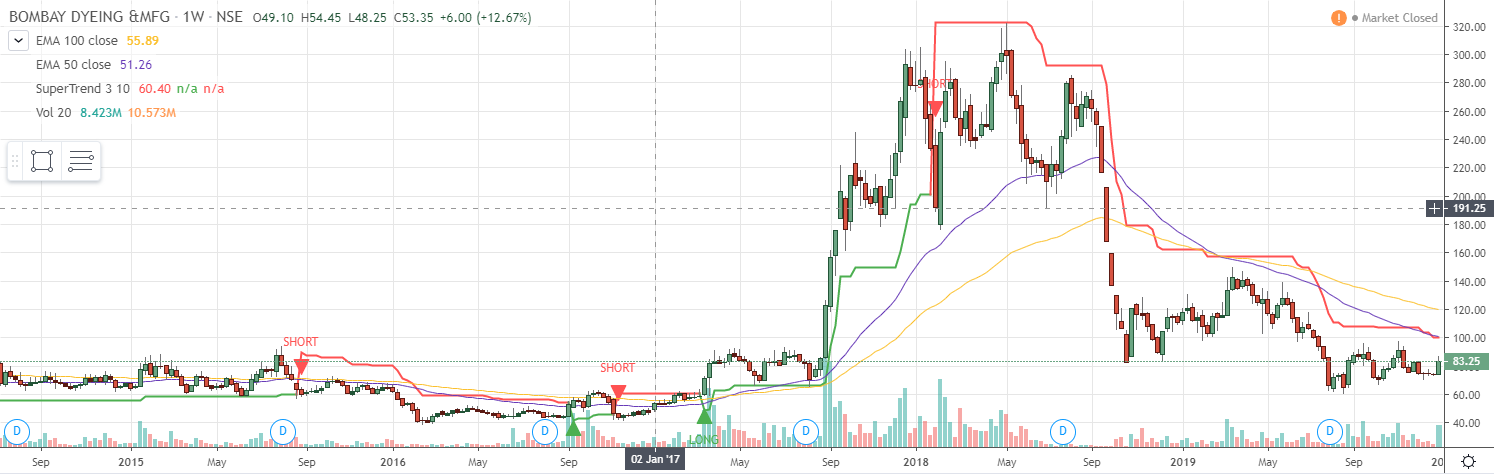 BOMBAY DYEING &MFG · 1W · NSE O49.10 H54.45 L48.25 C53.35 +6.00 (+12.67%)
! Market Closed
EMA 100 close 55.89
EMA 50 close 51.26
SuperTrend 3 10 60.40 n/a n/a
Vol 20 8.423M 10.573M
320.00
300.00
280.00
260.00
240.00
220.00
200.00
191.25
180.00
160.00
140.00
120.00
100.00
83.25
60.00
40.00
SHORT
SHORT
SHORT
LONG
D D D D D D
Sep 2015 May Sep 2016 May Sep 02 Jan '17 May Sep 2018 May Sep 2019 May Sep 20